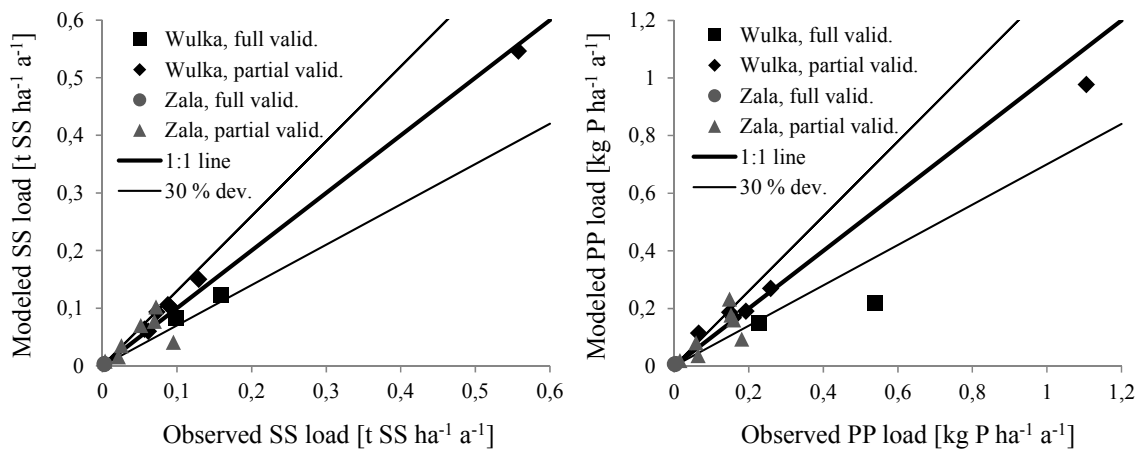 Modeled SS load [t SS ha⁻¹ a⁻¹]
0,6
0,5
0,4
0,3
0,2
0,1
0
Wulka, full valid.
Wulka, partial valid.
Zala, full valid.
Zala, partial valid.
1:1 line
30 % dev.
0 0,1 0,2 0,3 0,4 0,5 0,6
Observed SS load [t SS ha⁻¹ a⁻¹]
Modeled PP load [kg P ha⁻¹ a⁻¹]
1,2
1
0,8
0,6
0,4
0,2
0
Wulka, full valid.
Wulka, partial valid.
Zala, full valid.
Zala, partial valid.
1:1 line
30 % dev.
0 0,2 0,4 0,6 0,8 1 1,2
Observed PP load [kg P ha⁻¹ a⁻¹]